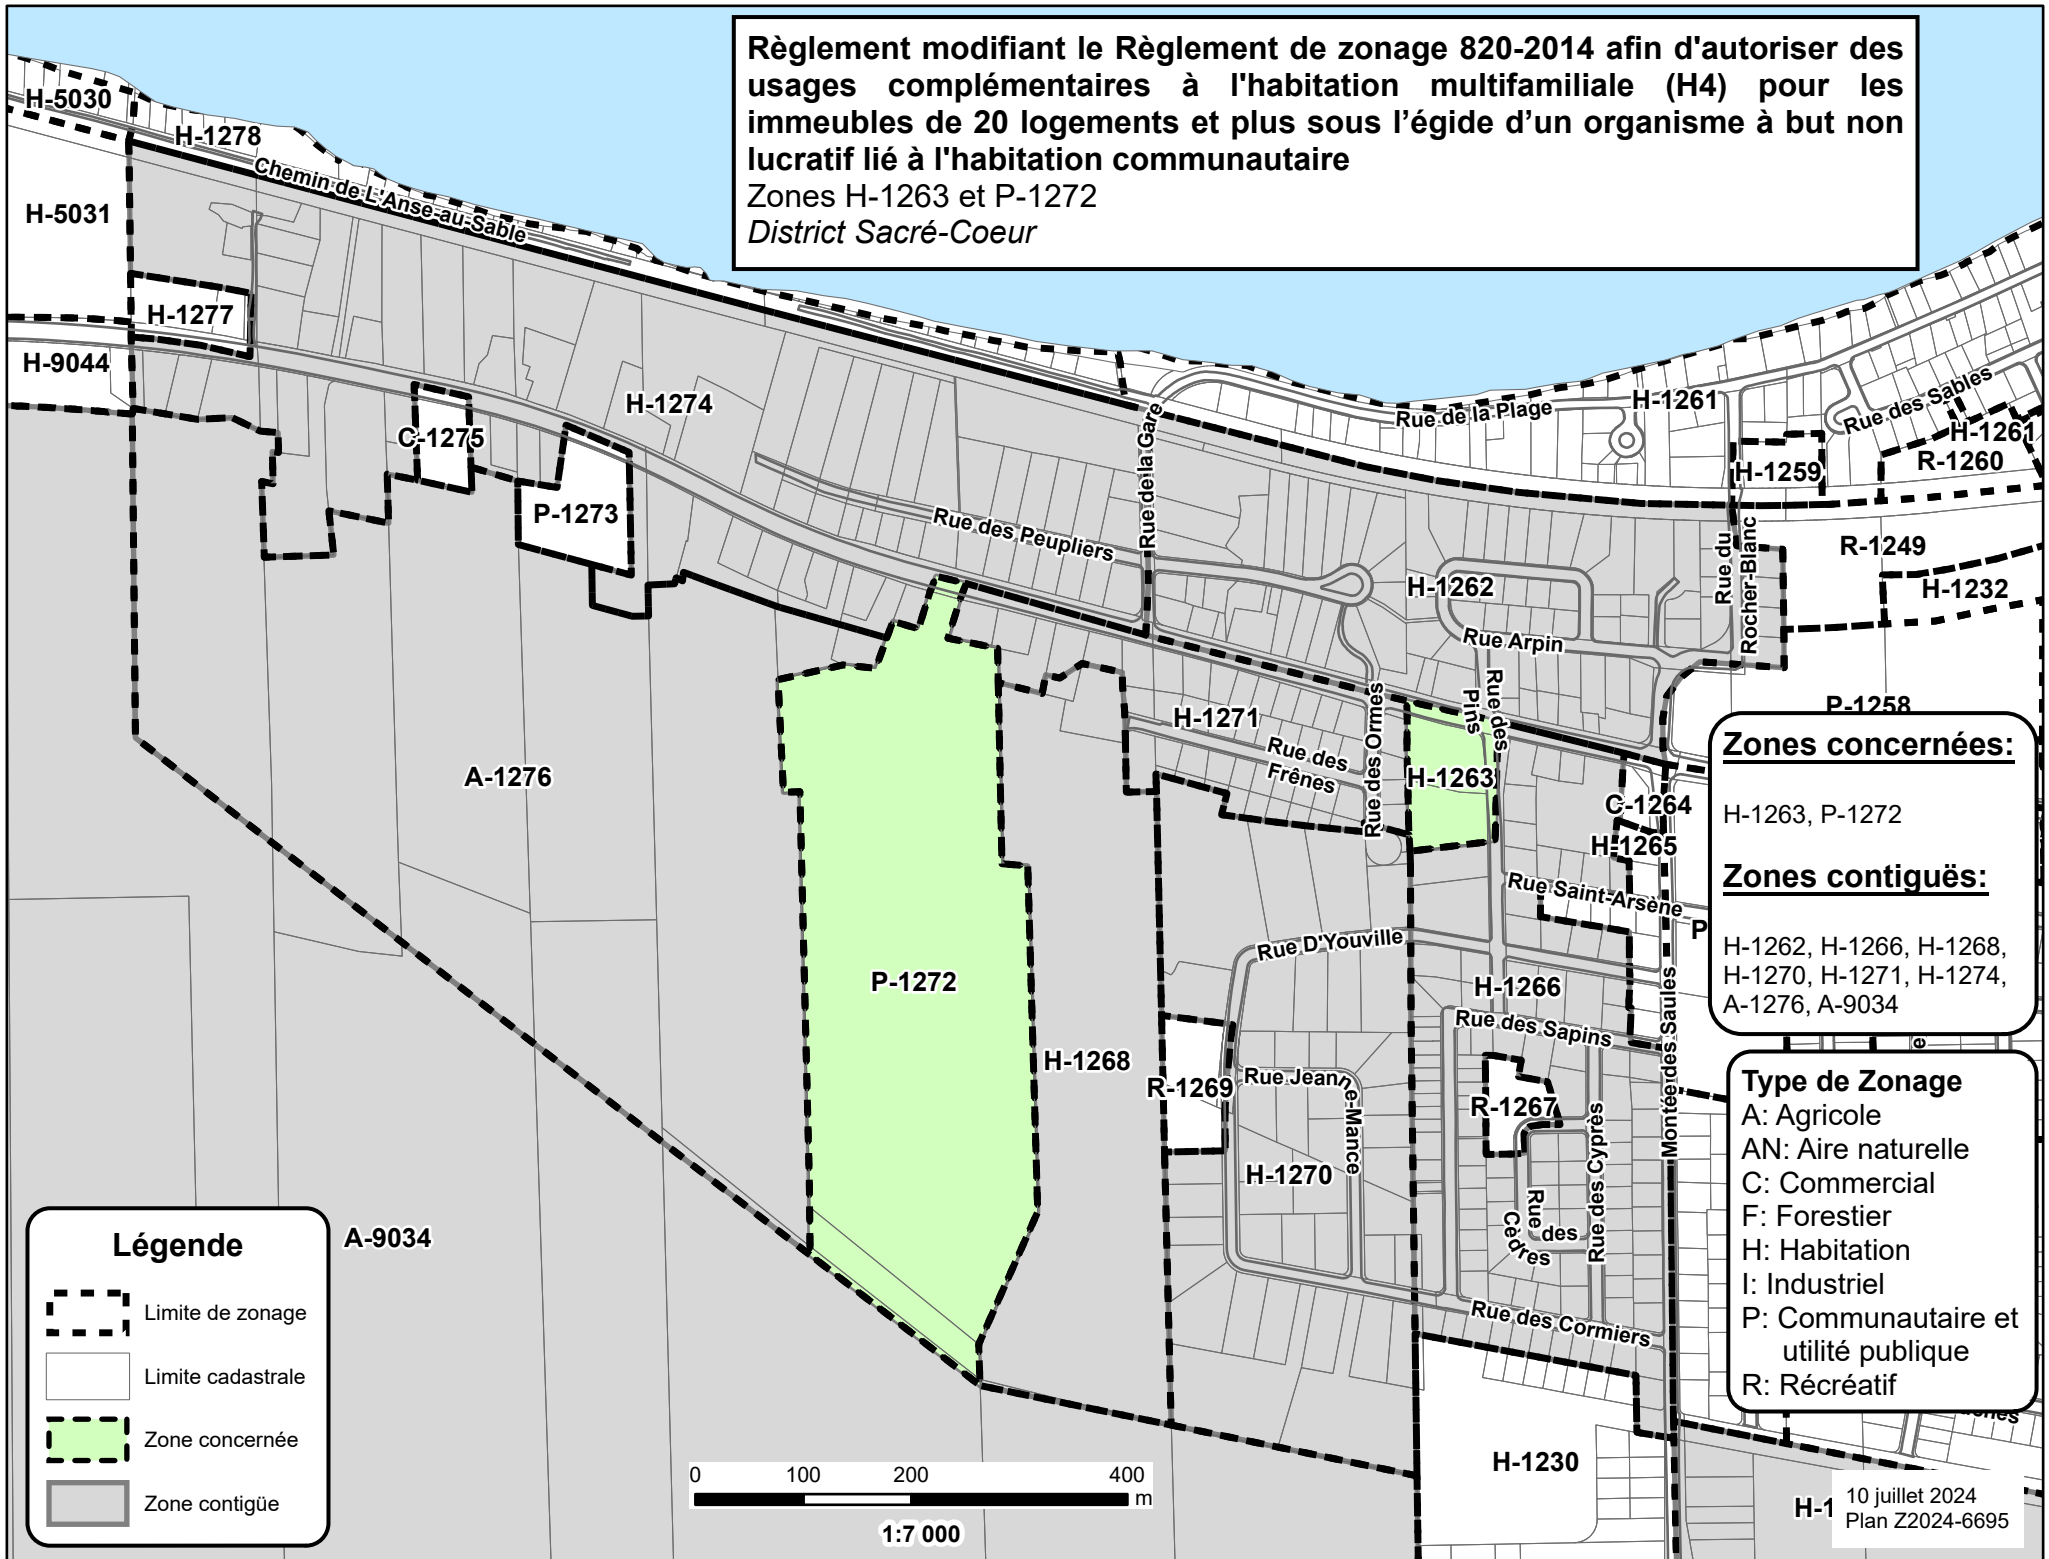 Règlement modifiant le Règlement de zonage 820-2014 afin d'autoriser des
usages complémentaires à l'habitation multifamiliale (H4) pour les
immeubles de 20 logements et plus sous l’égide d’un organisme à but non
lucratif lié à l'habitation communautaire
Zones H-1263 et P-1272
District Sacré-Coeur
H-5030
H-1278
Chemin de L'Anse-au-Sable
H-5031
H-1277
H-9044
H-1274
C-1275
P-1273
Rue de la Gare
Rue de la Plage
H-1261
Rue des Sables
H-1261
R-1260
H-1259
Rue des Peupliers
H-1262
Rue Arpin
Rue du
Rocher-Blanc
R-1249
H-1232
P-1258
A-1276
H-1271
Rue des
Frênes
Rue des Ormes
Rue des
Pins
H-1263
C-1264
H-1265
Rue Saint-Arsène
P
Rue D'Youville
P-1272
H-1268
H-1266
Rue des Sapins
Montée des Saules
R-1269
Rue Jeanne-Mance
R-1267
Rue des Cyprès
H-1270
Rue des
Cèdres
Rue des Cormiers
A-9034
H-1230
H-1
Zones concernées:
H-1263, P-1272
Zones contiguës:
H-1262, H-1266, H-1268,
H-1270, H-1271, H-1274,
A-1276, A-9034
Type de Zonage
A: Agricole
AN: Aire naturelle
C: Commercial
F: Forestier
H: Habitation
I: Industriel
P: Communautaire et
utilité publique
R: Récréatif
Légende
Limite de zonage
Limite cadastrale
Zone concernée
Zone contigüe
0 100 200 400
m
1:7 000
10 juillet 2024
Plan Z2024-6695